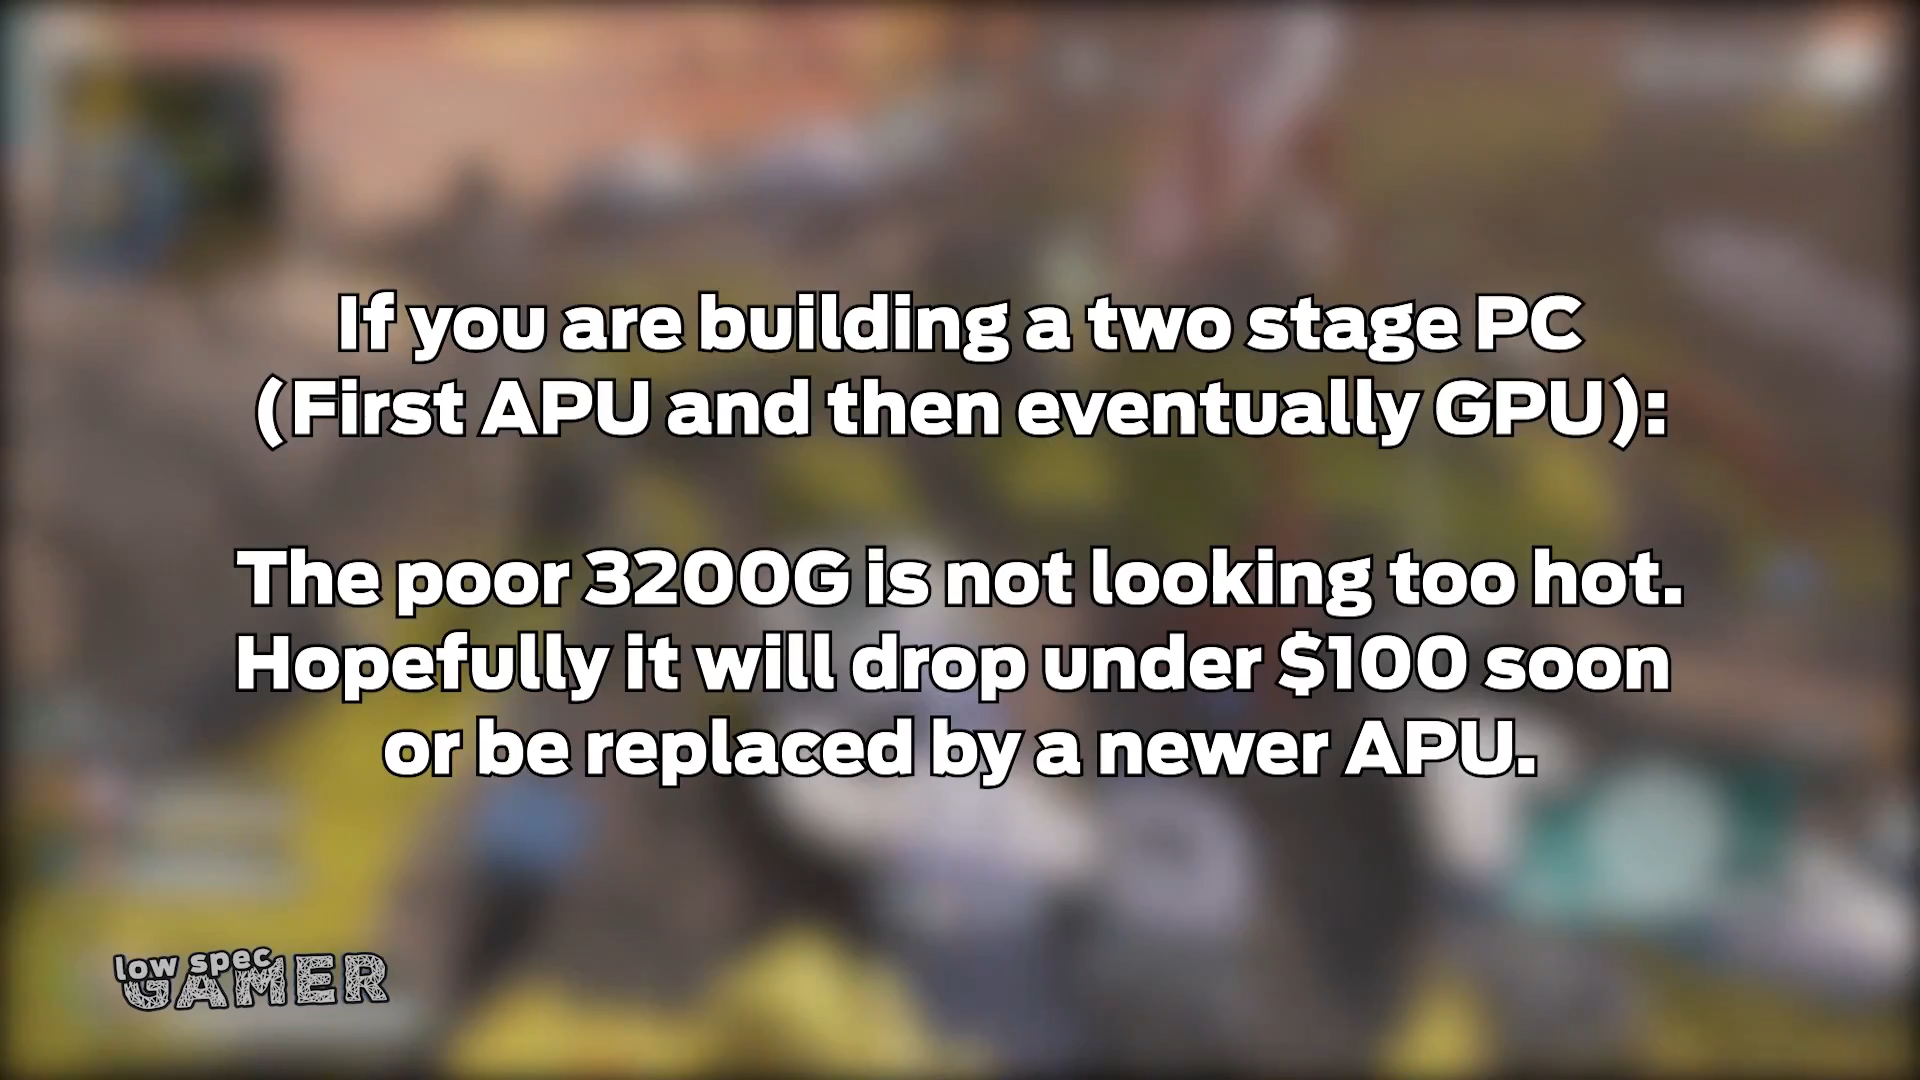 If you are building a two stage PC
(First APU and then eventually GPU):
The poor 3200G is not looking too hot.
Hopefully it will drop under $100 soon
or be replaced by a newer APU.
low spec
GAMER